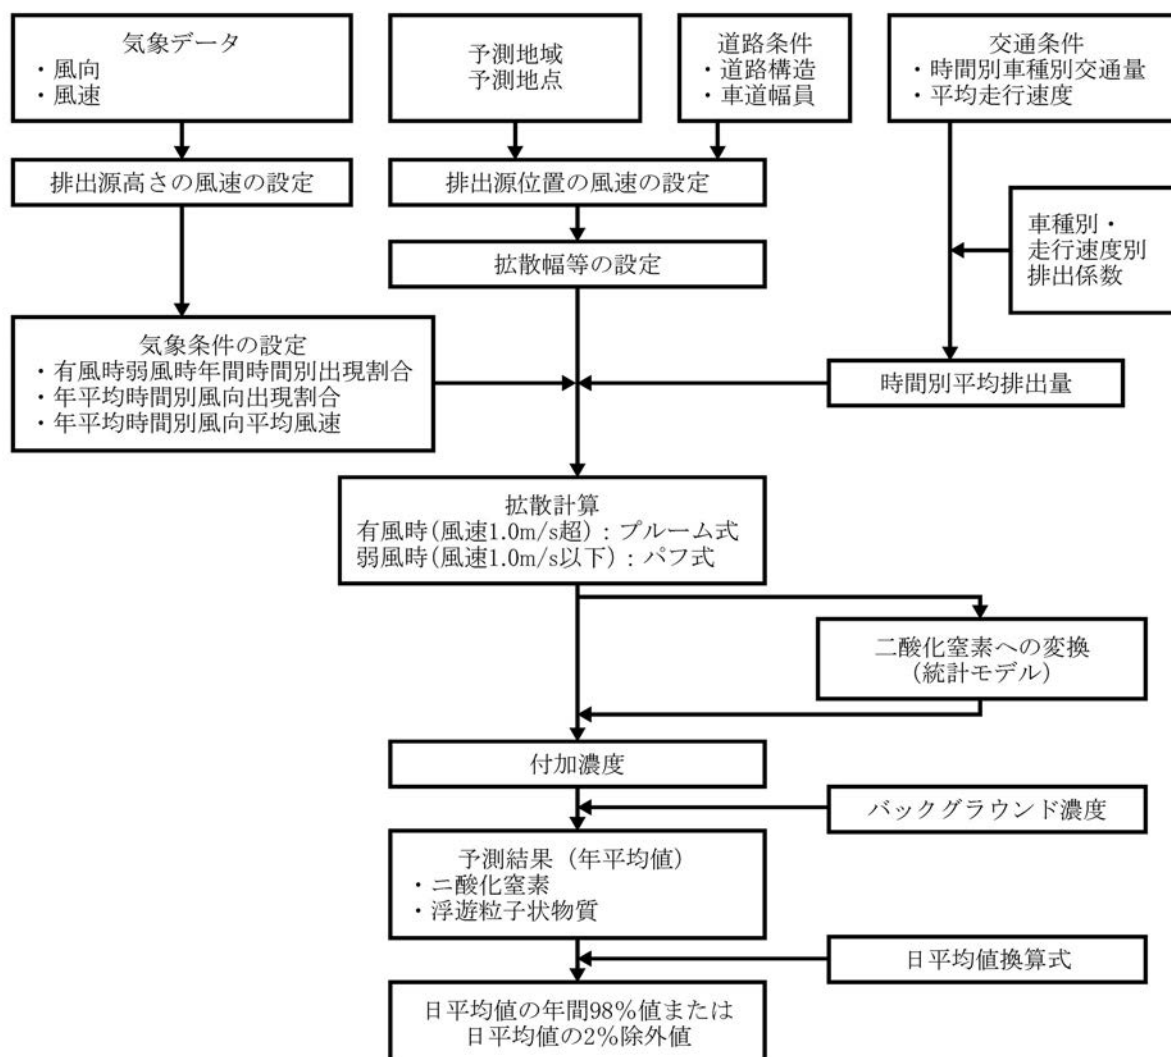 気象データ
・風向
・風速
予測地域
予測地点
道路条件
・道路構造
・車道幅員
交通条件
・時間別車種別交通量
・平均走行速度
排出源高さの風速の設定
排出源位置の風速の設定
車種別・
走行速度別
排出係数
拡散幅等の設定
気象条件の設定
・有風時弱風時年間時間別出現割合
・年平均時間別風向出現割合
・年平均時間別風向平均風速
時間別平均排出量
拡散計算
有風時(風速1.0m/s超)：プルーム式
弱風時(風速1.0m/s以下)：パフ式
二酸化窒素への変換
(統計モデル)
付加濃度
バックグラウンド濃度
予測結果（年平均値）
・二酸化窒素
・浮遊粒子状物質
日平均値換算式
日平均値の年間98%値または
日平均値の2%除外値